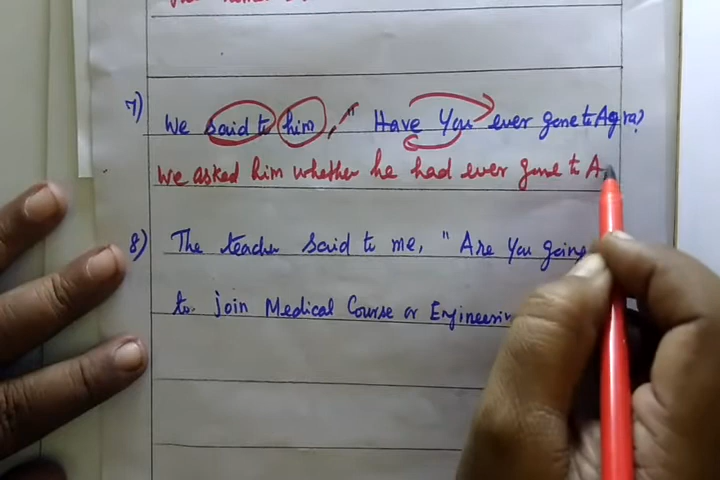 7) We said to him, " Have You ever gone to Agra?
We asked him whether he had ever gone to A
8) The teacher said to me, " Are You going
to join Medical Course or